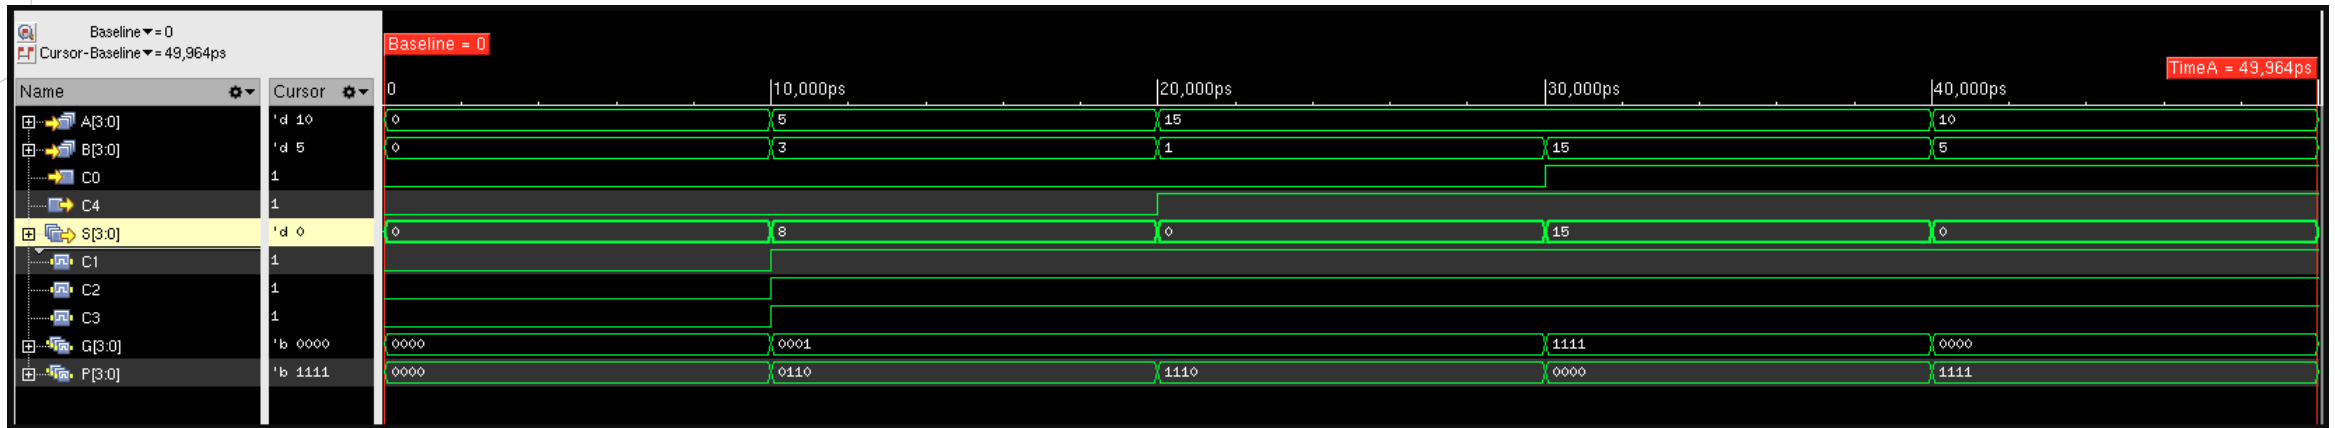 Baseline▼= 0
Cursor-Baseline▼= 49,964ps
Baseline = 0
TimeA = 49,964ps
Name Cursor 0 10,000ps 20,000ps 30,000ps 40,000ps
A[3:0] 'd 10 0 5 15 10
B[3:0] 'd 5 0 3 1 15 5
C0 1
C4 1
S[3:0] 'd 0 0 8 0 15 0
C1 1
C2 1
C3 1
G[3:0] 'b 0000 0000 0001 1111 0000
P[3:0] 'b 1111 0000 0110 1110 0000 1111